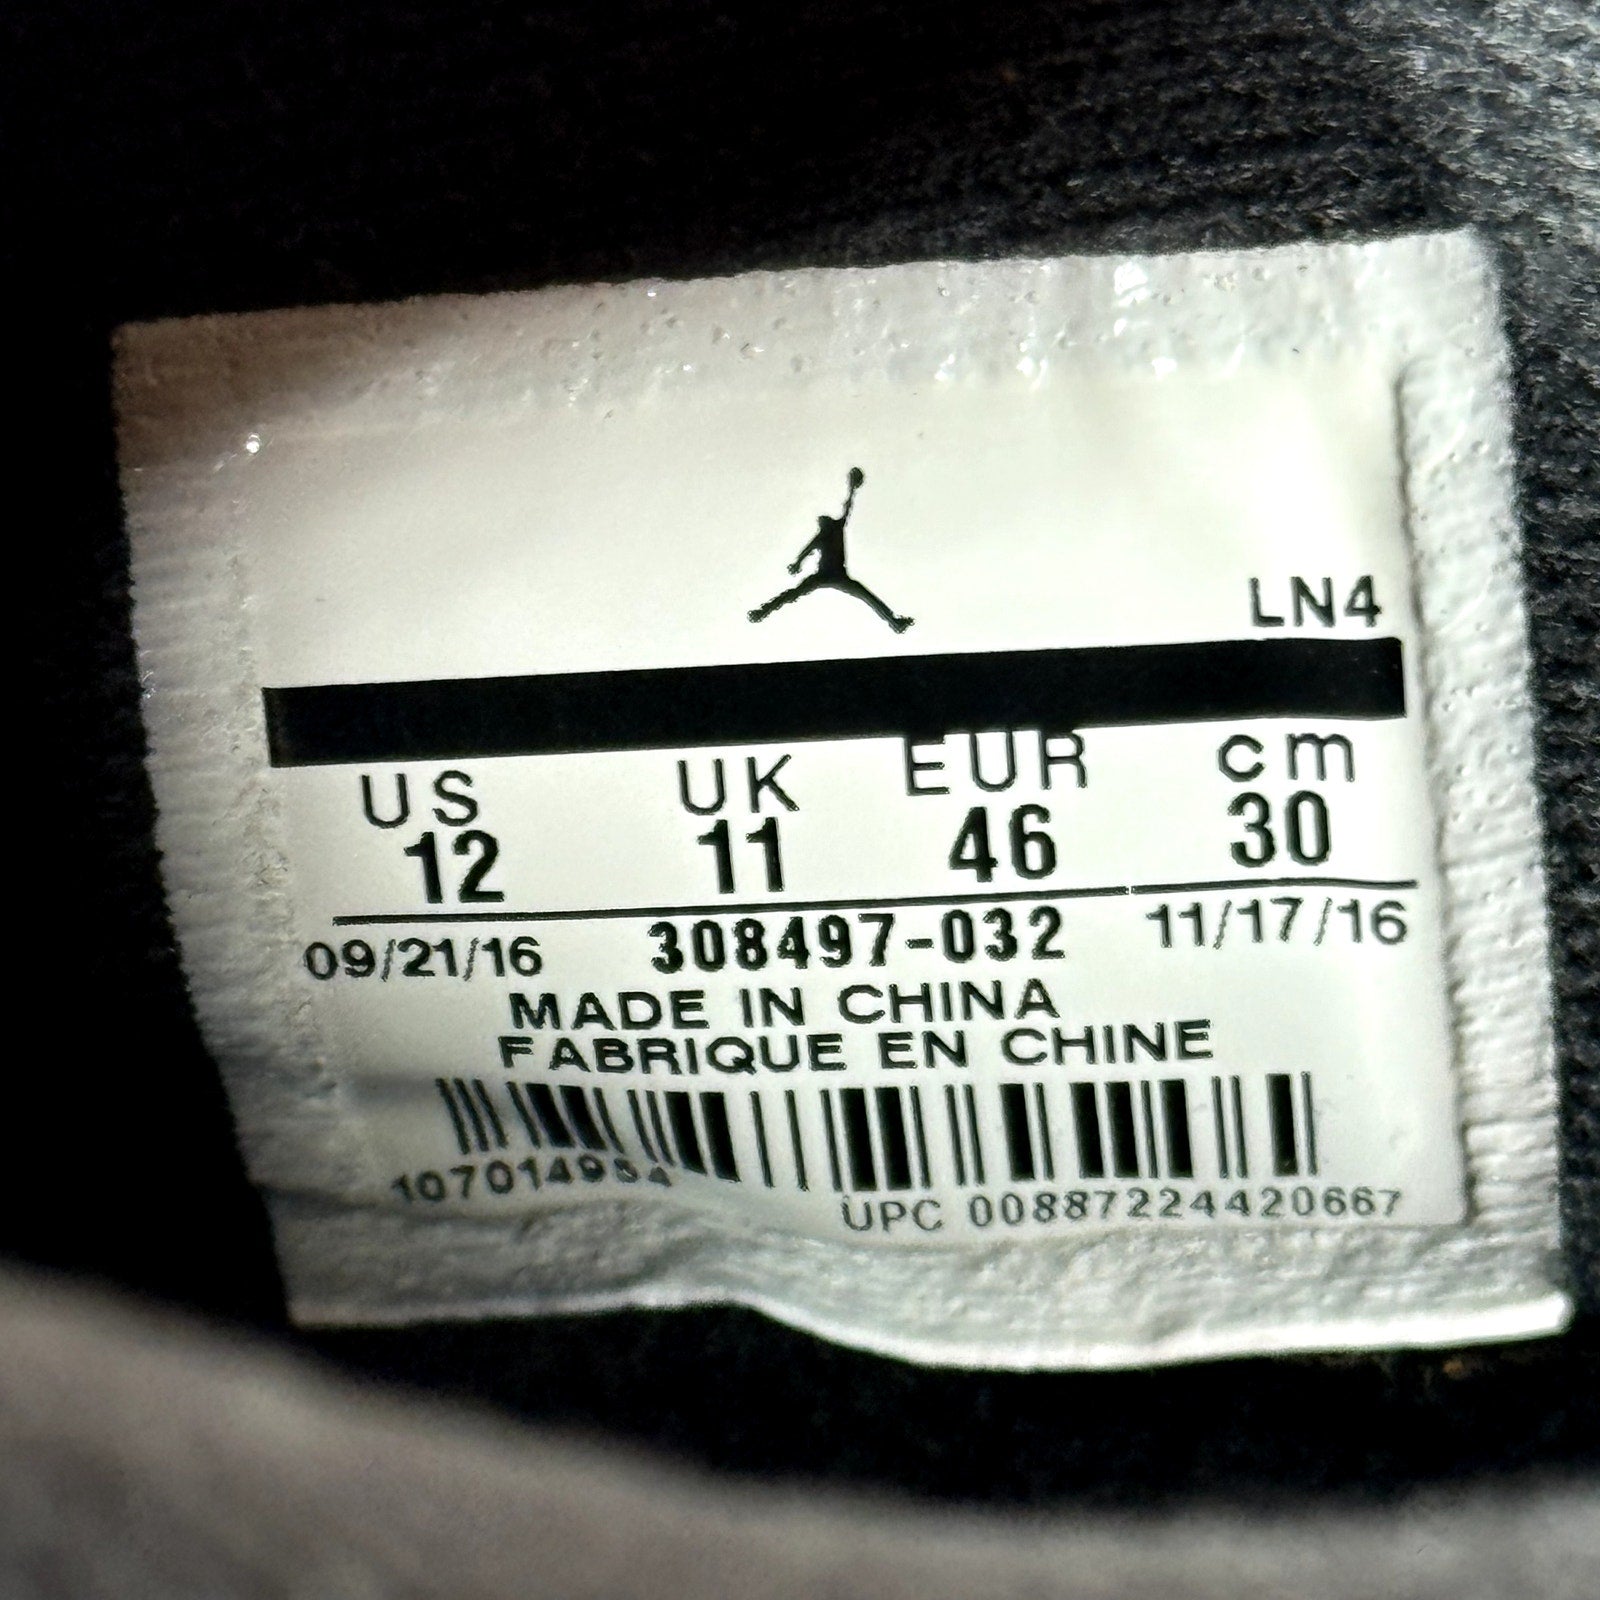 LN4
US UK EUR cm
12 11 46 30
09/21/16 308497-032 11/17/16
MADE IN CHINA
FABRIQUE EN CHINE
1070149954
UPC 00887224420667